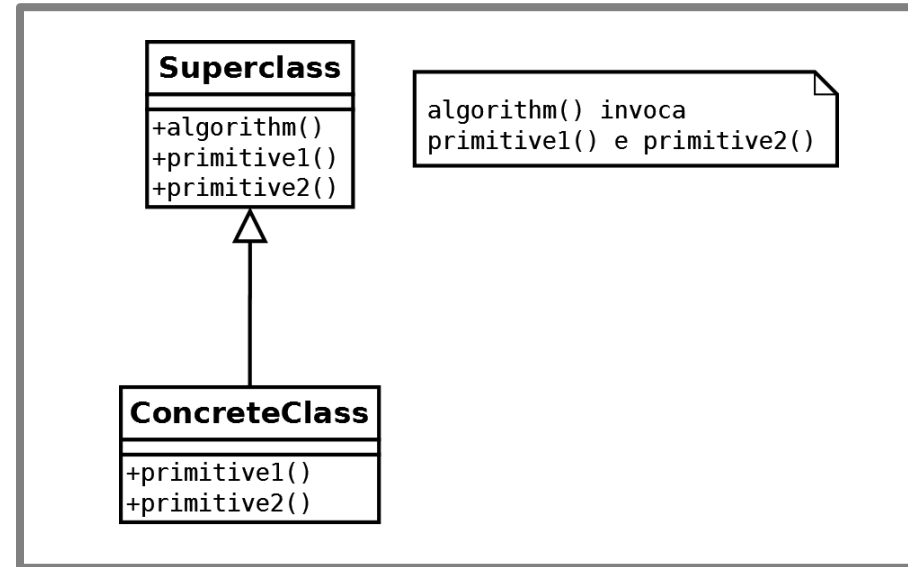 Superclass
+algorithm()
+primitive1()
+primitive2()
algorithm() invoca
primitive1() e primitive2()
ConcreteClass
+primitive1()
+primitive2()